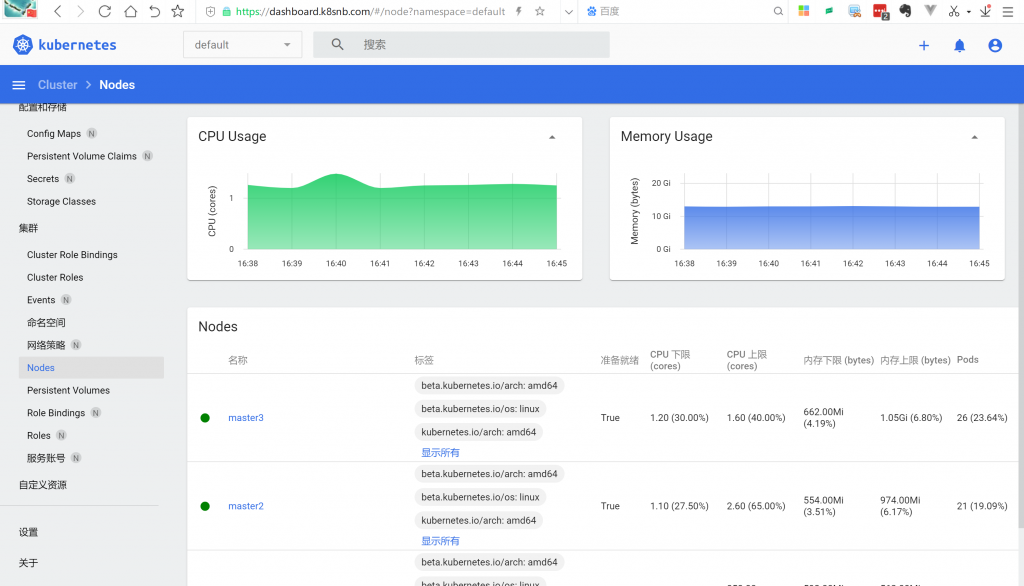 https://dashboard.k8snb.com/#/node?namespace=default
百度
2
kubernetes
default
搜索
Cluster > Nodes
配置和存储
Config Maps N
Persistent Volume Claims N
Secrets N
Storage Classes
集群
Cluster Role Bindings
Cluster Roles
Events N
命名空间
网络策略 N
Nodes
Persistent Volumes
Role Bindings N
Roles N
服务账号 N
自定义资源
设置
关于
CPU Usage
CPU (cores)
1
0
16:38 16:39 16:40 16:41 16:42 16:43 16:44 16:45
Memory Usage
Memory (bytes)
20 Gi
10 Gi
0 Gi
16:38 16:39 16:40 16:41 16:42 16:43 16:44 16:45
Nodes
名称 标签 准备就绪 CPU 下限 (cores) CPU 上限 (cores) 内存下限 (bytes) 内存上限 (bytes) Pods
beta.kubernetes.io/arch: amd64
beta.kubernetes.io/os: linux
master3 True 1.20 (30.00%) 1.60 (40.00%) 662.00Mi (4.19%) 1.05Gi (6.80%) 26 (23.64%)
kubernetes.io/arch: amd64
显示所有
beta.kubernetes.io/arch: amd64
beta.kubernetes.io/os: linux
master2 True 1.10 (27.50%) 2.60 (65.00%) 554.00Mi (3.51%) 974.00Mi (6.17%) 21 (19.09%)
kubernetes.io/arch: amd64
显示所有
beta.kubernetes.io/arch: amd64
beta.kubernetes.io/os: linux